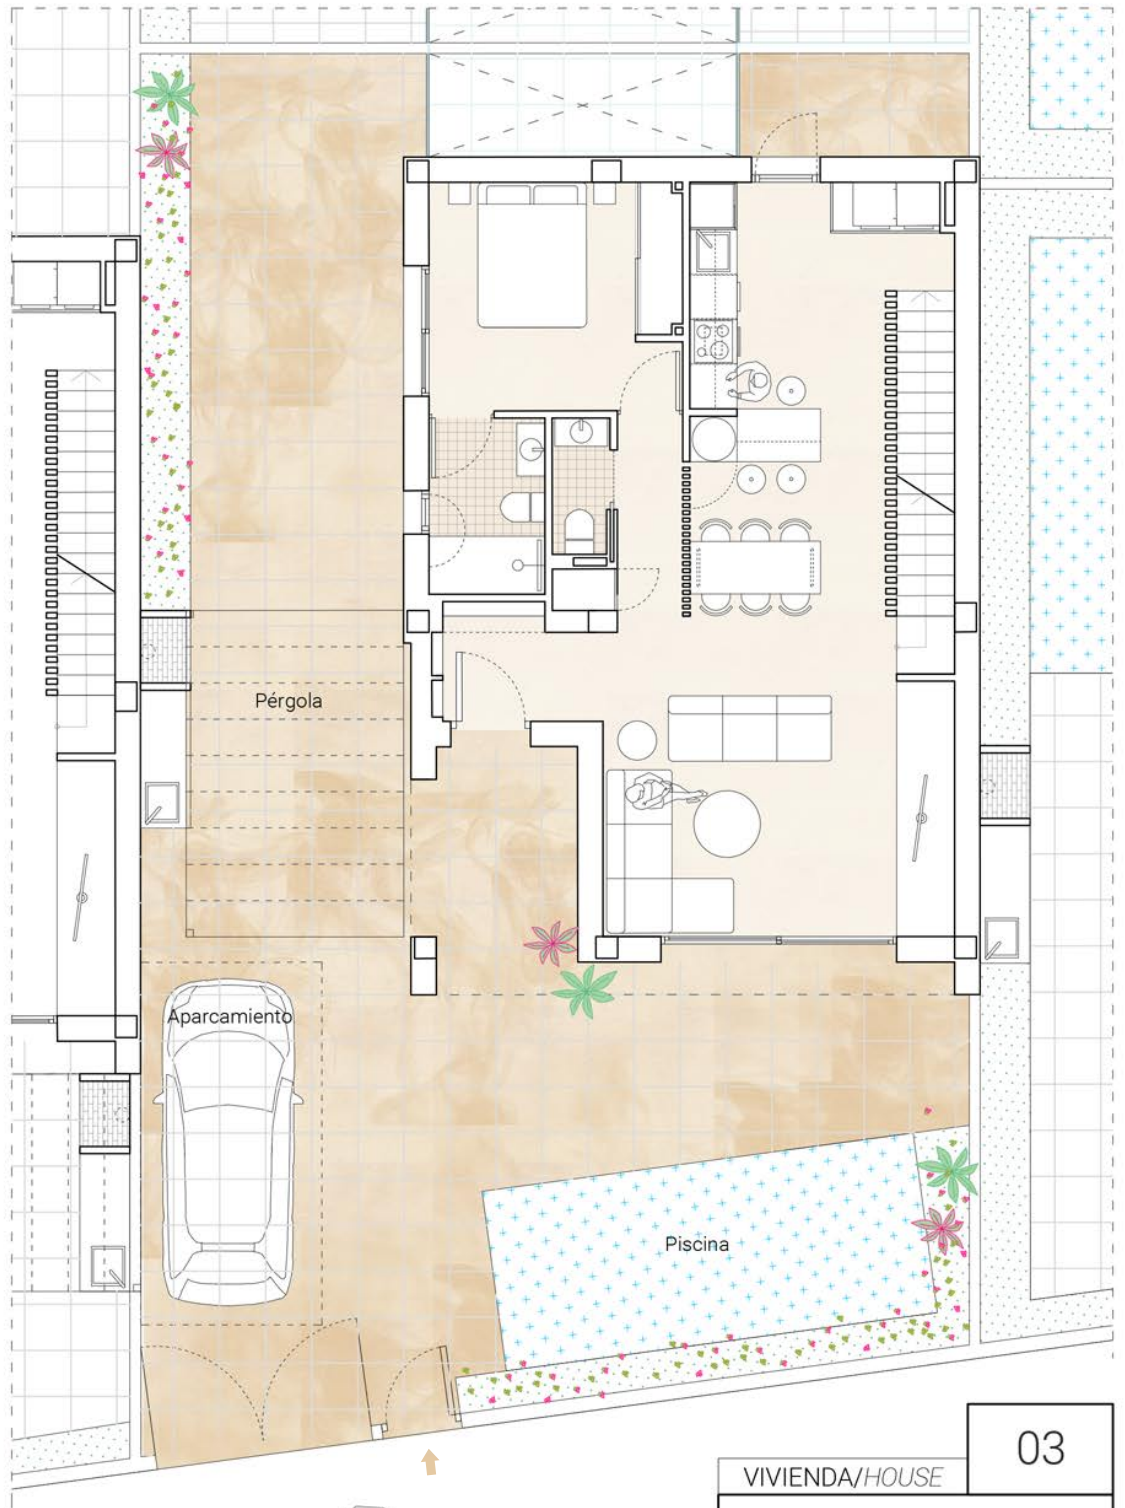 Pérgola
Aparcamiento
Piscina
03
VIVIENDA/HOUSE